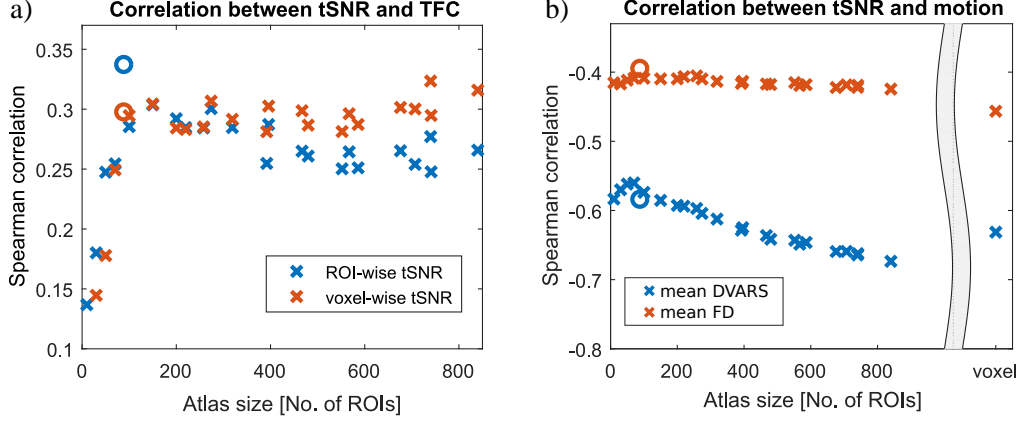 a)
Correlation between tSNR and TFC
Spearman correlation
0.35
0.3
0.25
0.2
0.15
0.1
ROI-wise tSNR
voxel-wise tSNR
0
200
400
600
800
Atlas size [No. of ROIs]
b)
Correlation between tSNR and motion
Spearman correlation
-0.4
-0.5
-0.6
-0.7
-0.8
mean DVARS
mean FD
0
200
400
600
800
voxel
Atlas size [No. of ROIs]